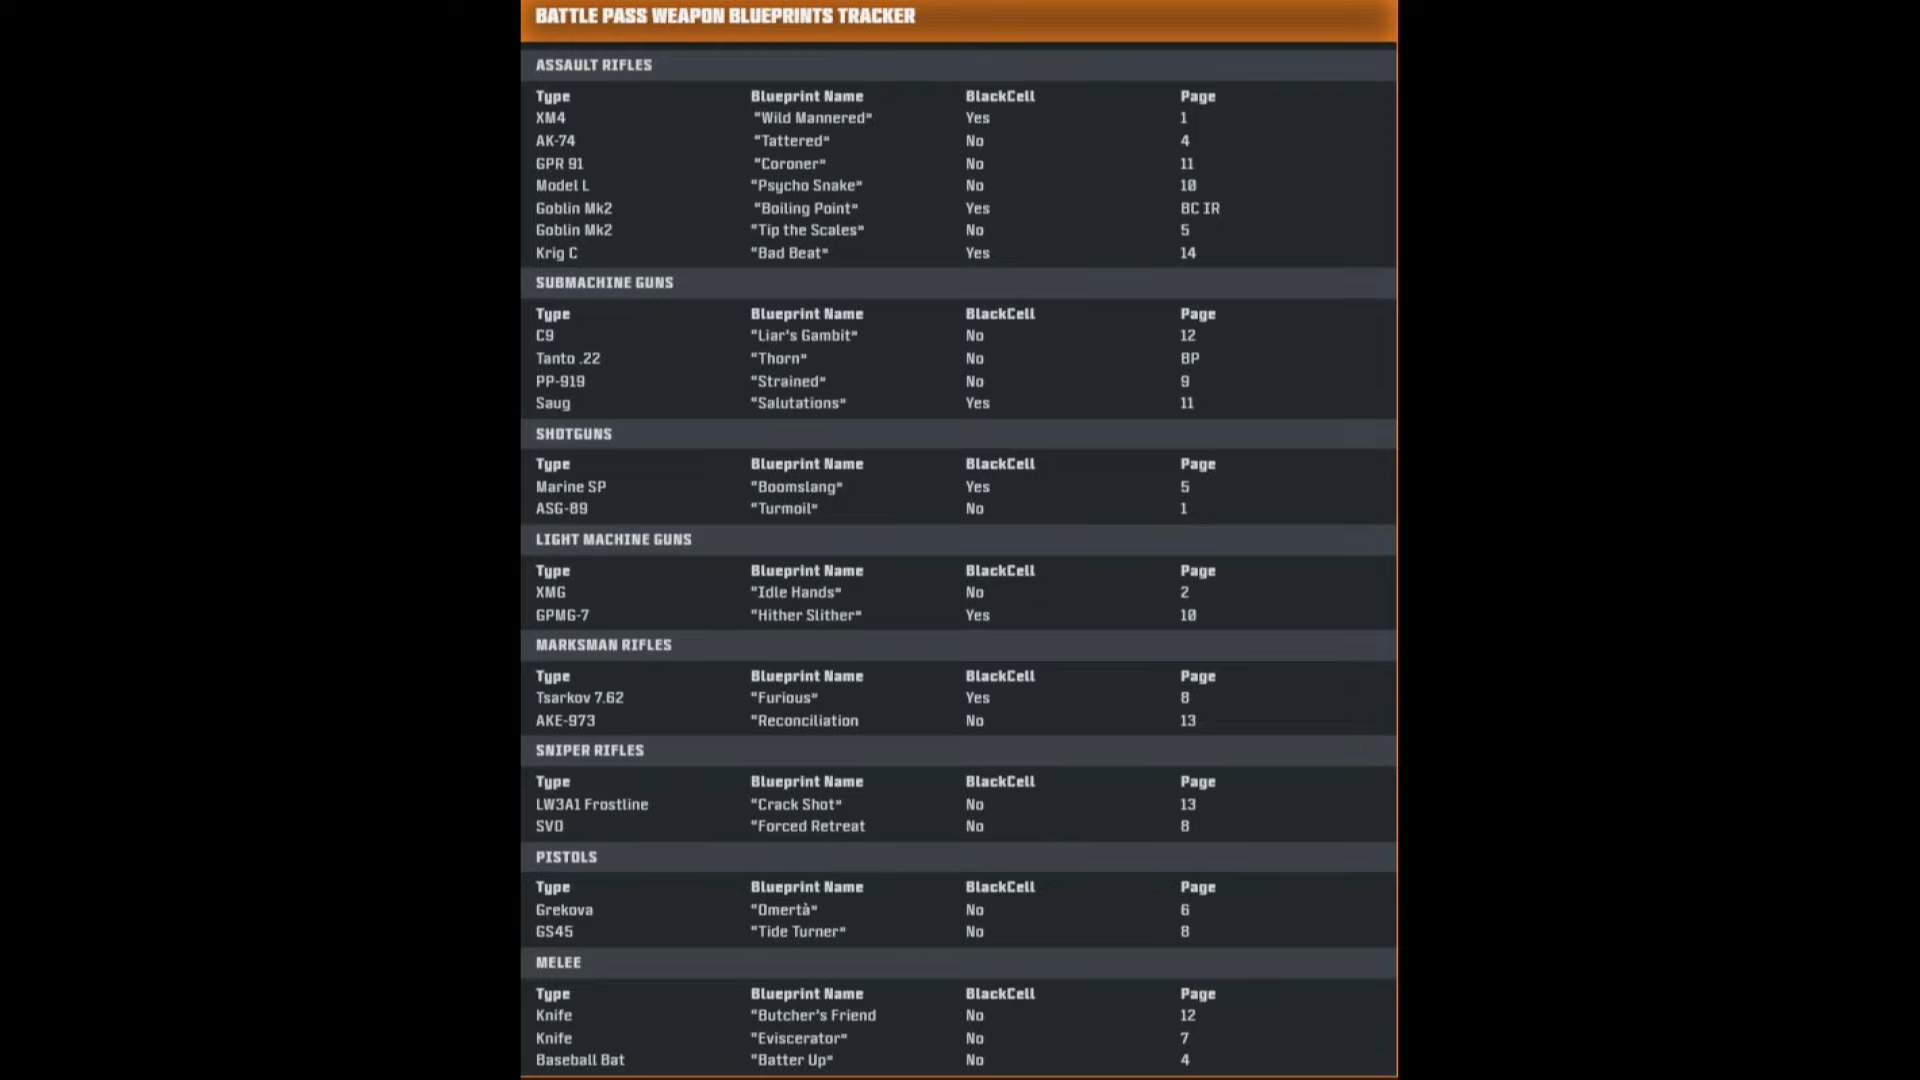 BATTLE PASS WEAPON BLUEPRINTS TRACKER
ASSAULT RIFLES
Type Blueprint Name BlackCell Page
XM4 "Wild Mannered" Yes 1
AK-74 "Tattered" No 4
GPR 91 "Coroner" No 11
Model L "Psycho Snake" No 10
Goblin Mk2 "Boiling Point" Yes BC IR
Goblin Mk2 "Tip the Scales" No 5
Krig C "Bad Beat" Yes 14
SUBMACHINE GUNS
Type Blueprint Name BlackCell Page
C9 "Liar's Gambit" No 12
Tanto .22 "Thorn" No BP
PP-919 "Strained" No 9
Saug "Salutations" Yes 11
SHOTGUNS
Type Blueprint Name BlackCell Page
Marine SP "Boomslang" Yes 5
ASG-89 "Turmoil" No 1
LIGHT MACHINE GUNS
Type Blueprint Name BlackCell Page
XMG "Idle Hands" No 2
GPMG-7 "Hither Slither" Yes 10
MARKSMAN RIFLES
Type Blueprint Name BlackCell Page
Tsarkov 7.62 "Furious" Yes 8
AKE-973 "Reconciliation No 13
SNIPER RIFLES
Type Blueprint Name BlackCell Page
LW3A1 Frostline "Crack Shot" No 13
SVD "Forced Retreat No 8
PISTOLS
Type Blueprint Name BlackCell Page
Grekova "Omertà" No 6
GS45 "Tide Turner" No 8
MELEE
Type Blueprint Name BlackCell Page
Knife "Butcher's Friend No 12
Knife "Eviscerator" No 7
Baseball Bat "Batter Up" No 4